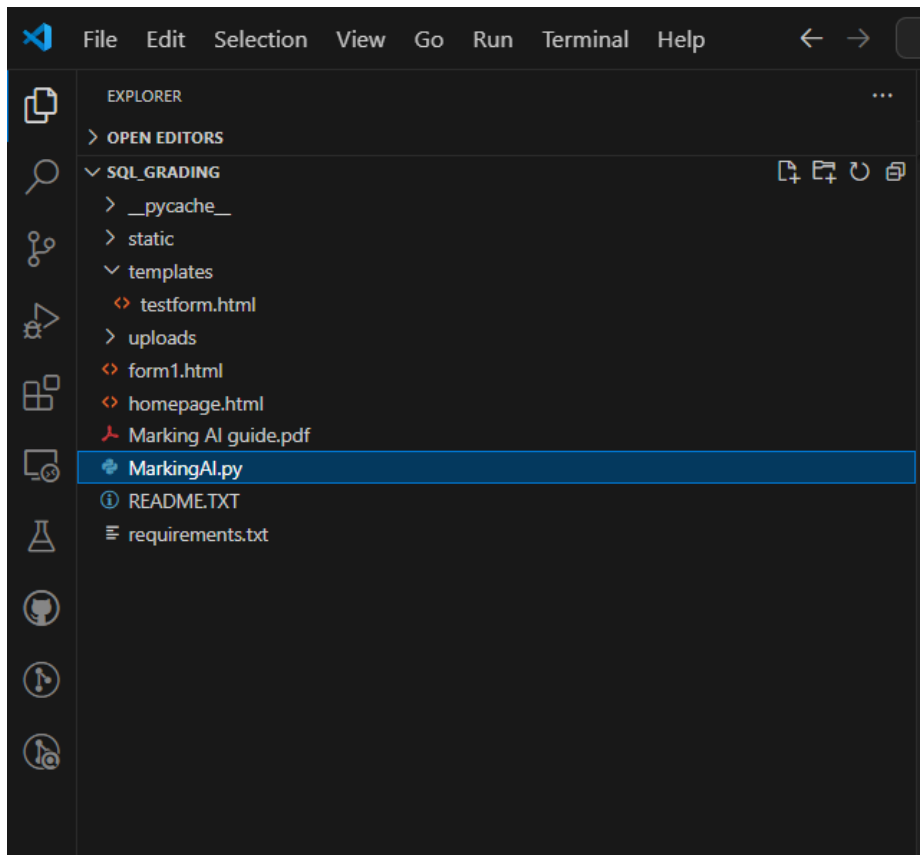 File Edit Selection View Go Run Terminal Help
EXPLORER
OPEN EDITORS
SQL_GRADING
__pycache__
static
templates
testform.html
uploads
form1.html
homepage.html
Marking AI guide.pdf
MarkingAI.py
README.TXT
requirements.txt